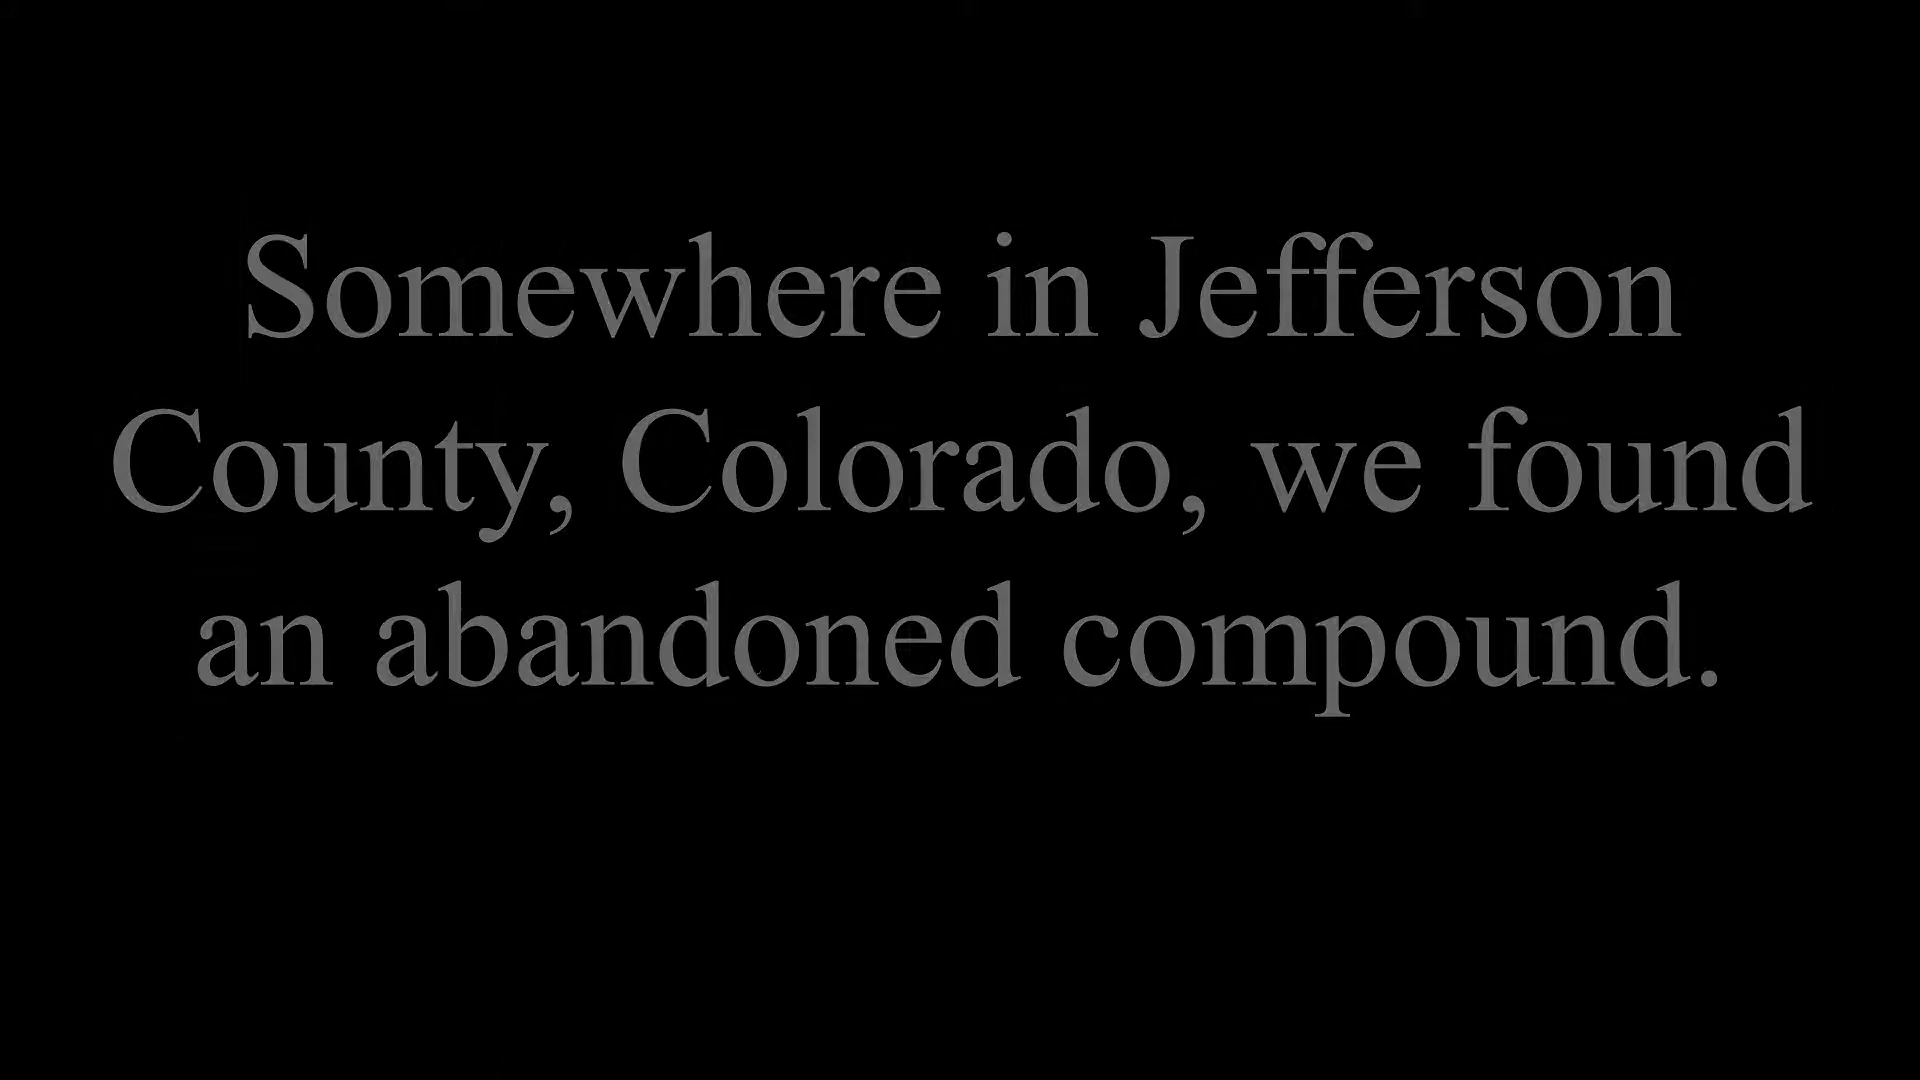 Somewhere in Jefferson
County, Colorado, we found
an abandoned compound.